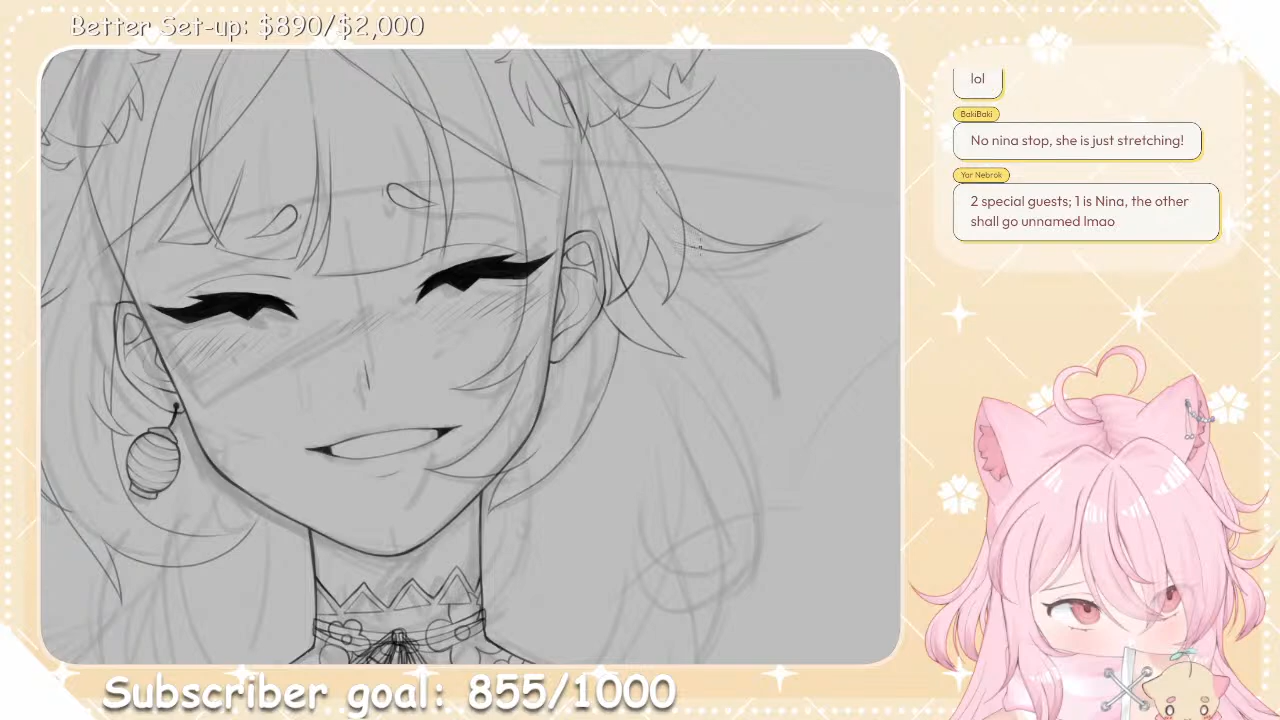 Better Set-up: $890/$2,000
lol
BakiBaki
No nina stop, she is just stretching!
Yar Nebrok
2 special guests; 1 is Nina, the other
shall go unnamed lmao
Subscriber goal: 855/1000